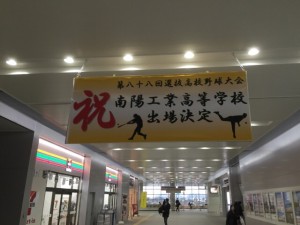 第八十八回選抜高校野球大会
祝
南陽工業高等学校
出場決定